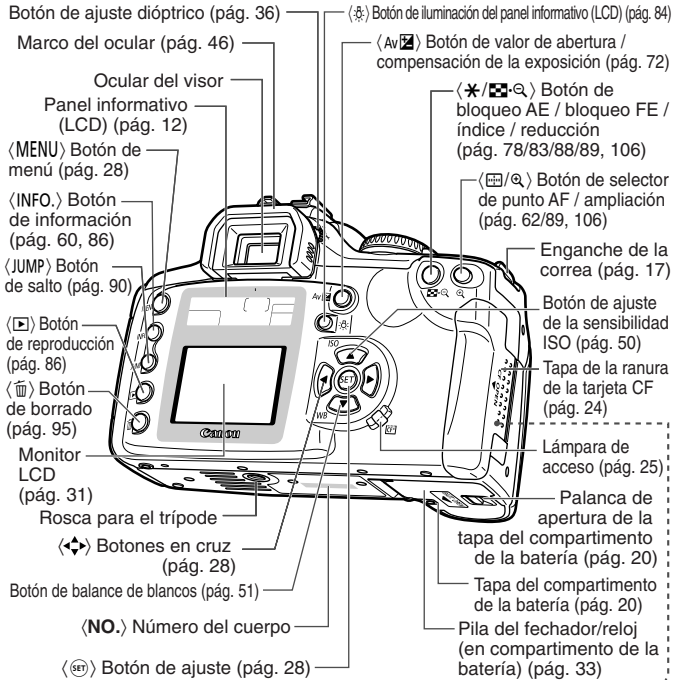 Botón de ajuste dióptrico (pág. 36)
Marco del ocular (pág. 46)
Ocular del visor
Panel informativo
(LCD) (pág. 12)
〈MENU〉 Botón de
menú (pág. 28)
〈INFO.〉 Botón
de información
(pág. 60, 86)
〈JUMP〉 Botón
de salto (pág. 90)
〈▶〉 Botón
de reproducción
(pág. 86)
〈🗑〉 Botón
de borrado
(pág. 95)
Monitor
LCD
(pág. 31)
Rosca para el trípode
〈✥〉 Botones en cruz
(pág. 28)
Botón de balance de blancos (pág. 51)
〈NO.〉 Número del cuerpo
〈SET〉 Botón de ajuste (pág. 28)
〈☼〉 Botón de iluminación del panel informativo (LCD) (pág. 84)
〈Av☒〉 Botón de valor de abertura /
compensación de la exposición (pág. 72)
〈✱/⊞·🔍〉 Botón de
bloqueo AE / bloqueo FE /
índice / reducción
(pág. 78/83/88/89, 106)
〈⊡/🔍〉 Botón de selector
de punto AF / ampliación
(pág. 62/89, 106)
Enganche de la
correa (pág. 17)
Botón de ajuste
de la sensibilidad
ISO (pág. 50)
Tapa de la ranura
de la tarjeta CF
(pág. 24)
Lámpara de
acceso (pág. 25)
Palanca de
apertura de la
tapa del compartimento
de la batería (pág. 20)
Tapa del compartimento
de la batería (pág. 20)
Pila del fechador/reloj
(en compartimento de la
batería) (pág. 33)
Av
ISO
SET
WB
Canon
CF
OPEN